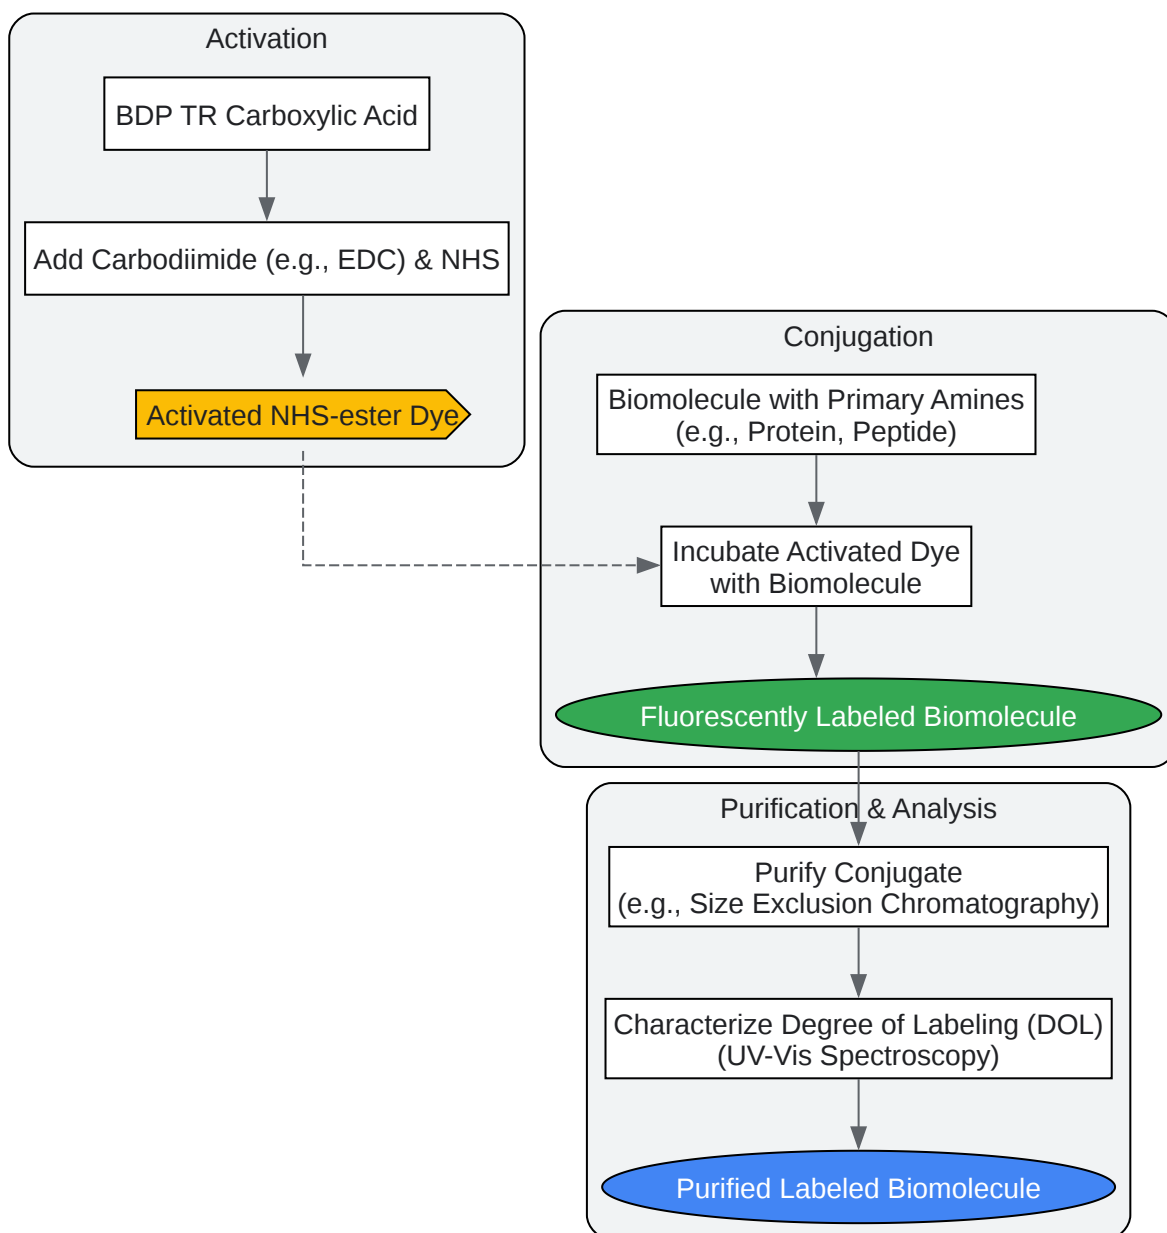 Activation
BDP TR Carboxylic Acid
Add Carbodiimide (e.g., EDC) & NHS
Activated NHS-ester Dye
Conjugation
Biomolecule with Primary Amines
(e.g., Protein, Peptide)
Incubate Activated Dye
with Biomolecule
Fluorescently Labeled Biomolecule
Purification & Analysis
Purify Conjugate
(e.g., Size Exclusion Chromatography)
Characterize Degree of Labeling (DOL)
(UV-Vis Spectroscopy)
Purified Labeled Biomolecule